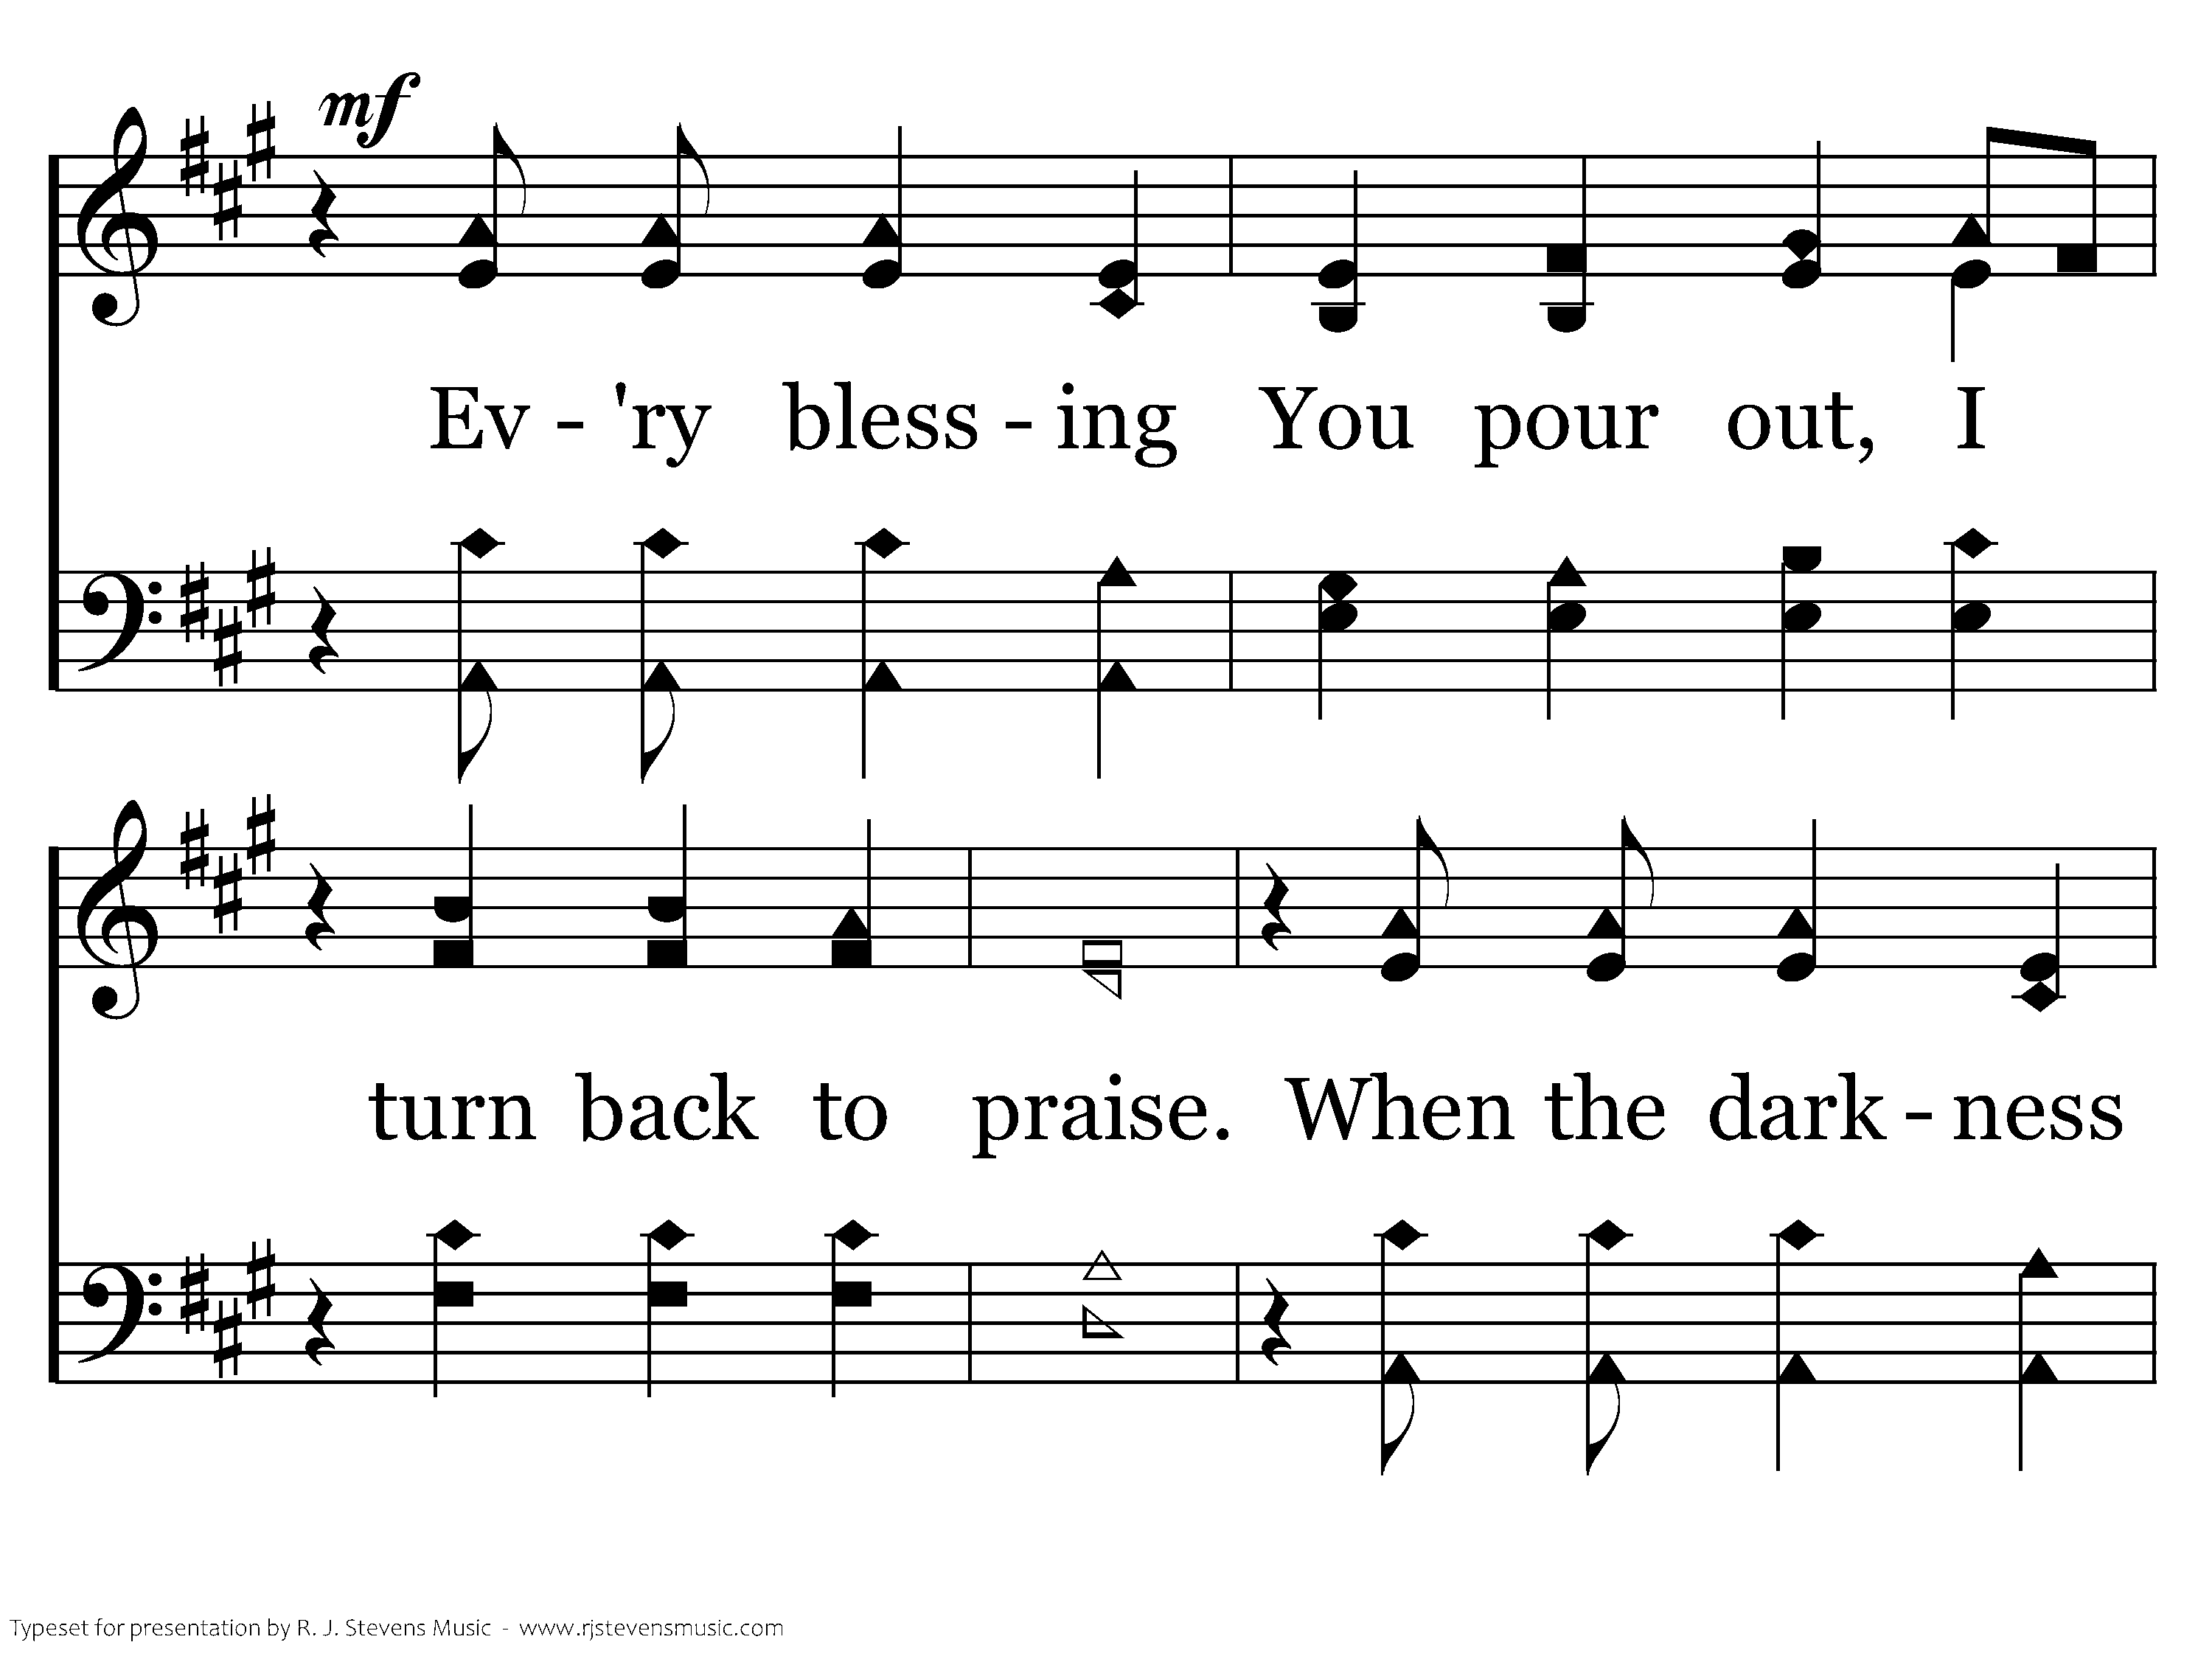 mf
Ev - 'ry bless - ing You pour out, I
turn back to praise. When the dark - ness
Typeset for presentation by R. J. Stevens Music - www.rjstevensmusic.com